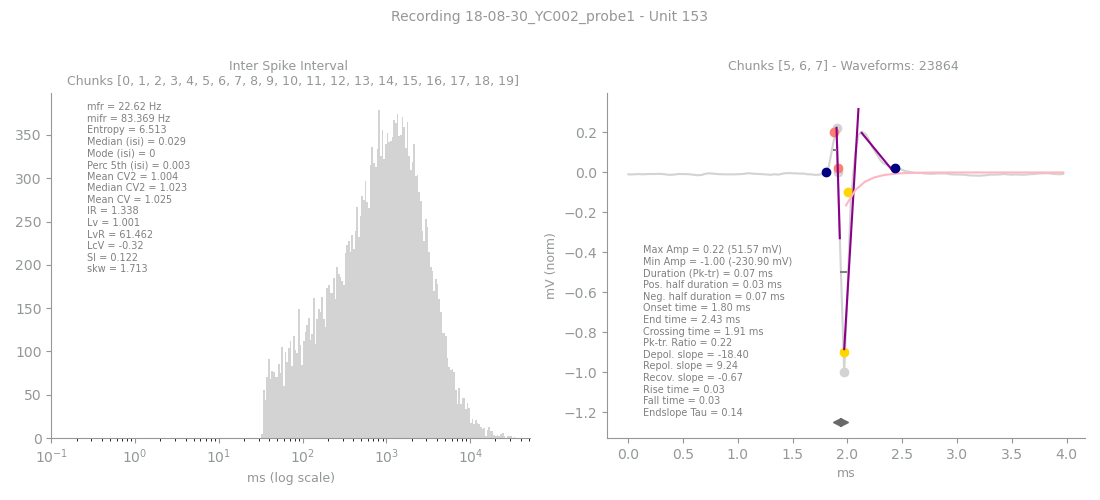 Recording 18-08-30_YC002_probe1 - Unit 153
Inter Spike Interval
Chunks [0, 1, 2, 3, 4, 5, 6, 7, 8, 9, 10, 11, 12, 13, 14, 15, 16, 17, 18, 19]
mfr = 22.62 Hz
mifr = 83.369 Hz
Entropy = 6.513
Median (isi) = 0.029
Mode (isi) = 0
Perc 5th (isi) = 0.003
Mean CV2 = 1.004
Median CV2 = 1.023
Mean CV = 1.025
IR = 1.338
Lv = 1.001
LvR = 61.462
LcV = -0.32
SI = 0.122
skw = 1.713
350
300
250
200
150
100
50
0
10⁻¹ 10⁰ 10¹ 10² 10³ 10⁴
ms (log scale)
Chunks [5, 6, 7] - Waveforms: 23864
mV (norm)
0.2
0.0
−0.2
−0.4
−0.6
−0.8
−1.0
−1.2
Max Amp = 0.22 (51.57 mV)
Min Amp = -1.00 (-230.90 mV)
Duration (Pk-tr) = 0.07 ms
Pos. half duration = 0.03 ms
Neg. half duration = 0.07 ms
Onset time = 1.80 ms
End time = 2.43 ms
Crossing time = 1.91 ms
Pk-tr. Ratio = 0.22
Depol. slope = -18.40
Repol. slope = 9.24
Recov. slope = -0.67
Rise time = 0.03
Fall time = 0.03
Endslope Tau = 0.14
0.0 0.5 1.0 1.5 2.0 2.5 3.0 3.5 4.0
ms